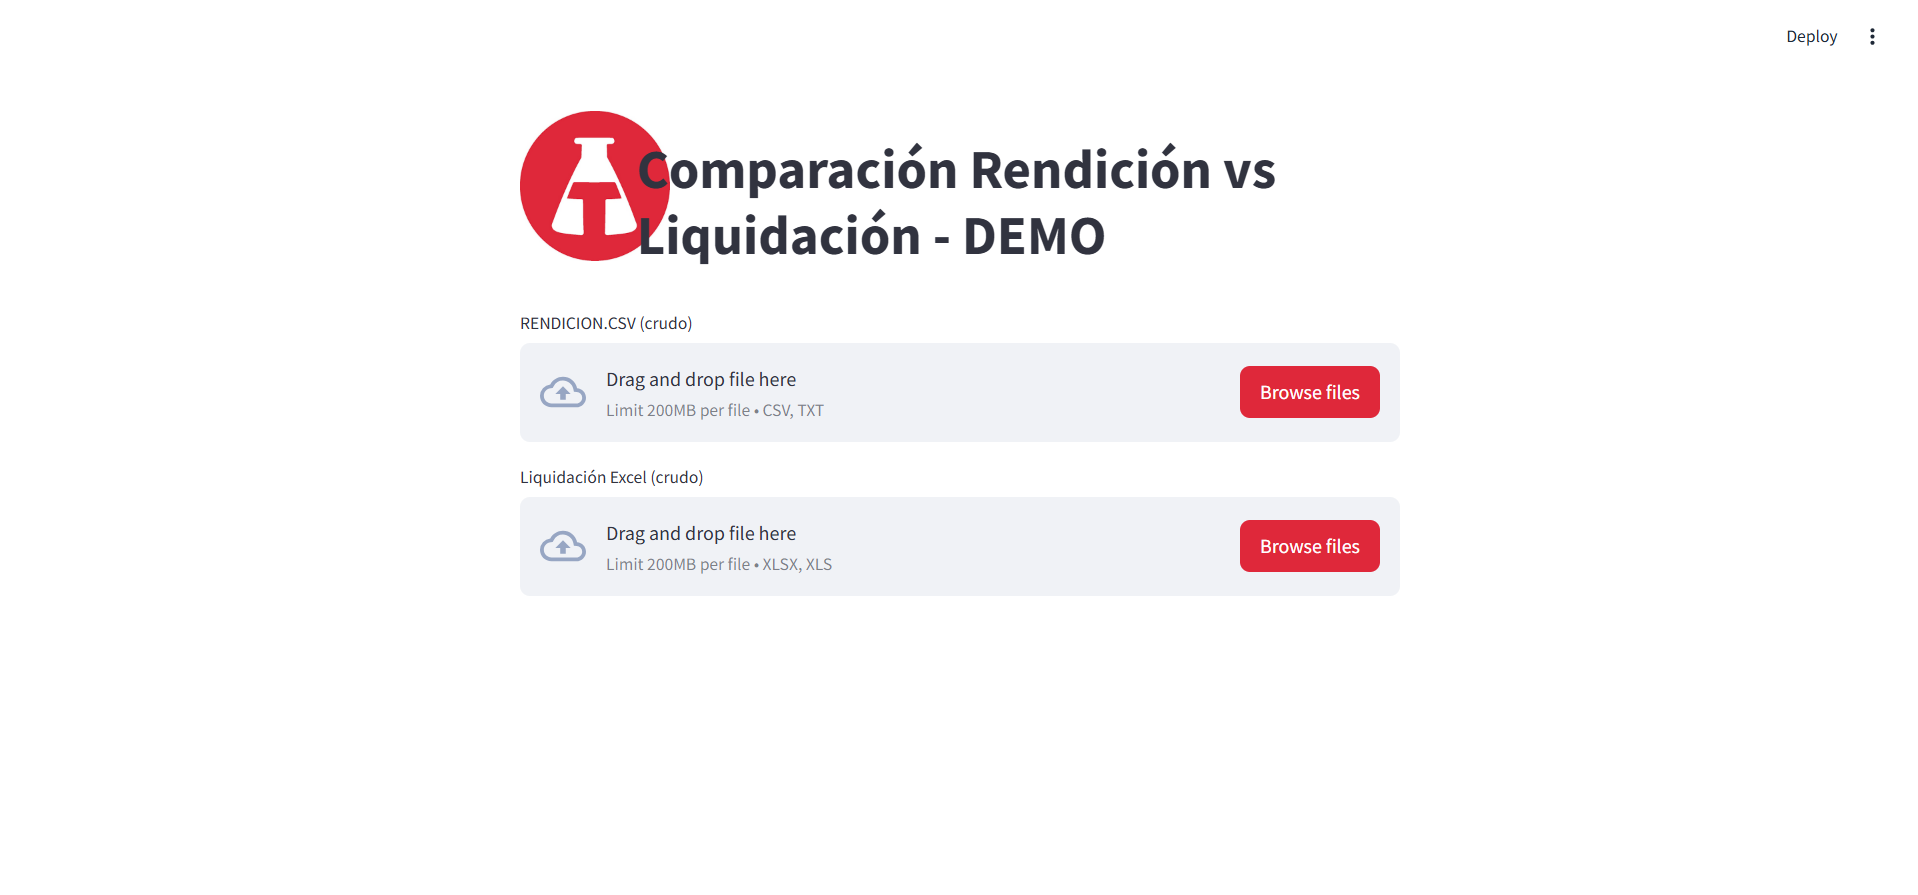 Deploy
Comparación Rendición vs
Liquidación - DEMO
RENDICION.CSV (crudo)
Drag and drop file here
Limit 200MB per file • CSV, TXT
Browse files
Liquidación Excel (crudo)
Drag and drop file here
Limit 200MB per file • XLSX, XLS
Browse files